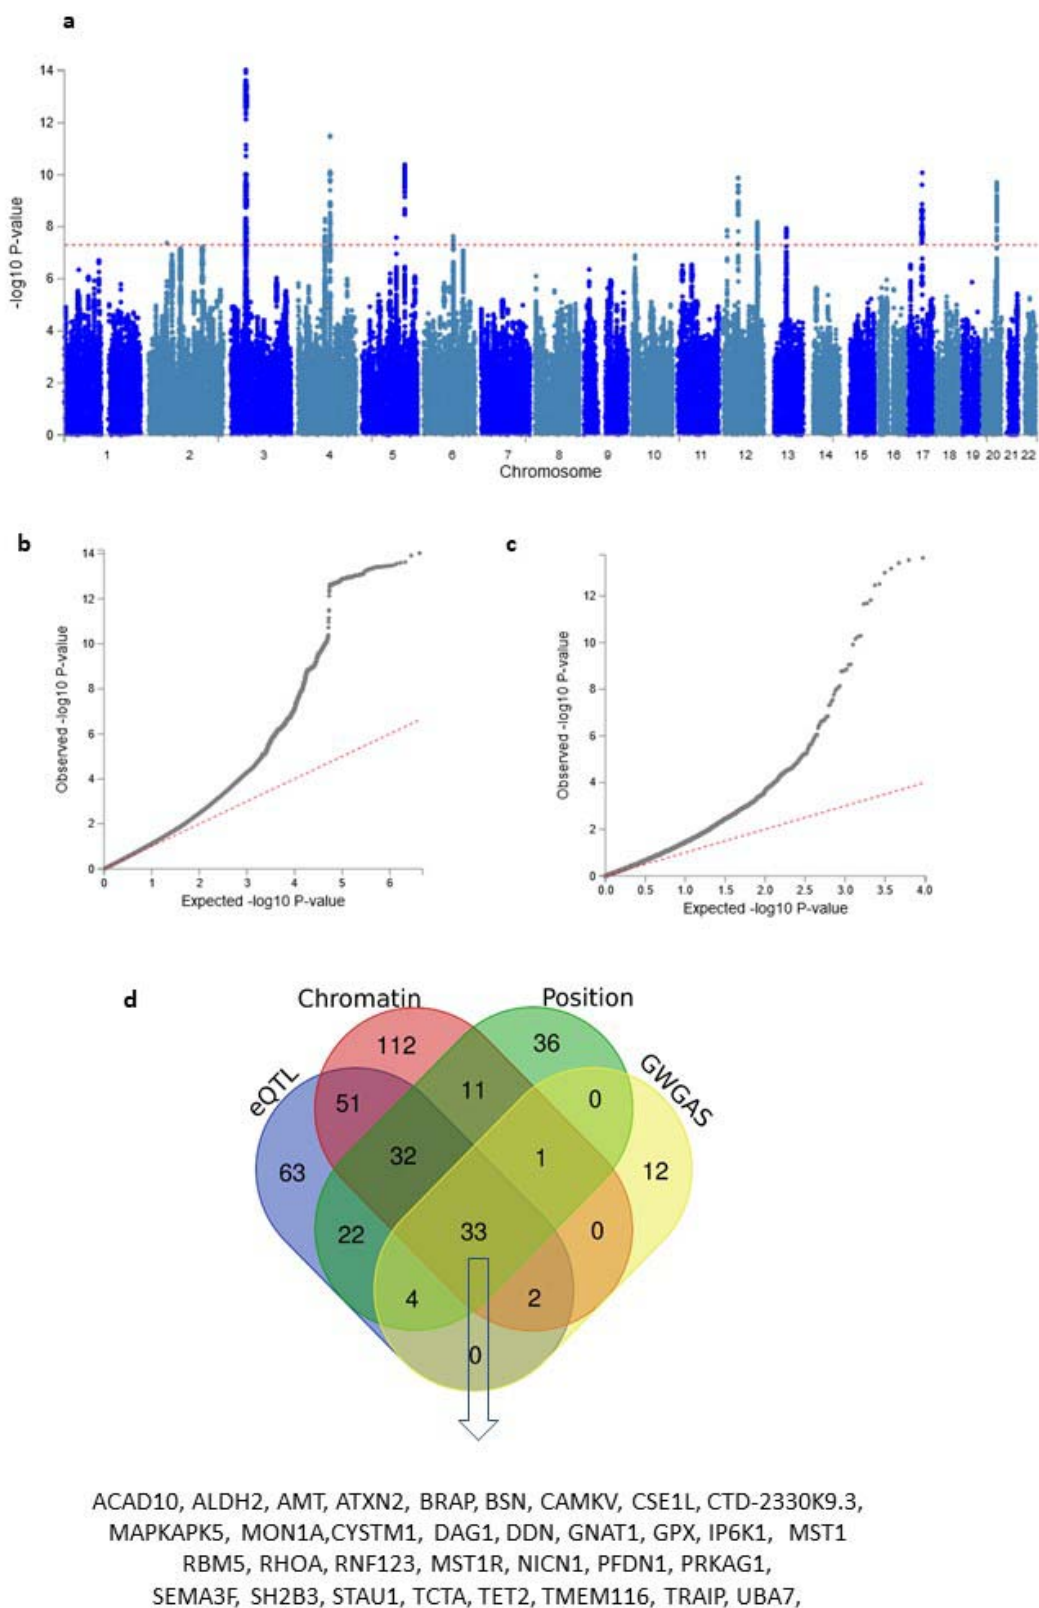 a
14
12
10
8
6
4
2
0
-log10 P-value
1 2 3 4 5 6 7 8 9 10 11 12 13 14 15 16 17 18 19 20 21 22
Chromosome
b
14
12
10
8
6
4
2
0
Observed -log10 P-value
0 1 2 3 4 5 6
Expected -log10 P-value
c
12
10
8
6
4
2
0
Observed -log10 P-value
0.0 0.5 1.0 1.5 2.0 2.5 3.0 3.5 4.0
Expected -log10 P-value
d
Chromatin Position
eQTL GWGAS
112 36
51 11 0
63 32 1 12
22 33 0
4 2
0
ACAD10, ALDH2, AMT, ATXN2, BRAP, BSN, CAMKV, CSE1L, CTD-2330K9.3,
MAPKAPK5, MON1A,CYSTM1, DAG1, DDN, GNAT1, GPX, IP6K1, MST1
RBM5, RHOA, RNF123, MST1R, NICN1, PFDN1, PRKAG1,
SEMA3F, SH2B3, STAU1, TCTA, TET2, TMEM116, TRAIP, UBA7,